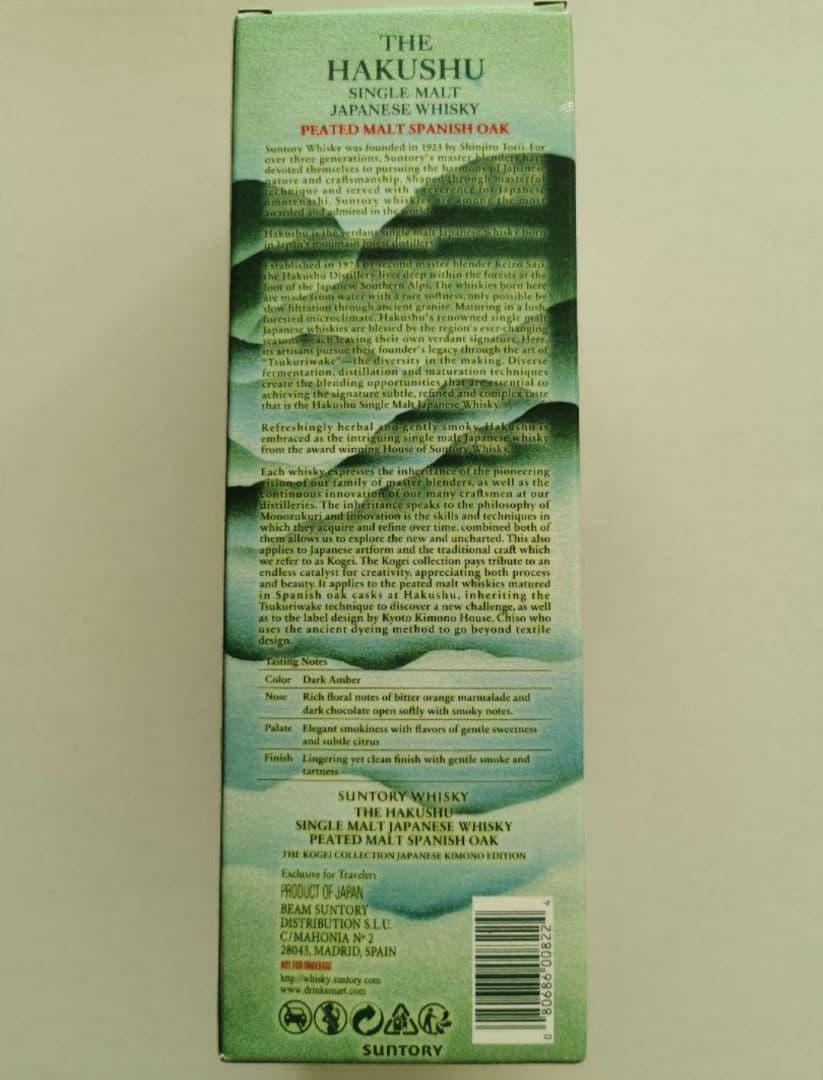 THE
HAKUSHU
SINGLE MALT
JAPANESE WHISKY
PEATED MALT SPANISH OAK
Suntory Whisky was founded in 1923 by Shinjiro Torii. For
over three generations, Suntory's master blenders have
devoted themselves to pursuing the harmony of Japanese
nature and craftsmanship. Shaped through masterful
technique and served with a reverence for Japanese
omotenashi, Suntory whiskies are among the most
awarded and admired in the world.
Hakushu is the verdant single malt Japanese whisky born
in Japan's mountain forest distillery.
Established in 1973 by second master blender Keizo Saji,
the Hakushu Distillery lives deep within the forests at the
foot of the Japanese Southern Alps. The whiskies born here
are made from water with a rare softness, only possible by
slow filtration through ancient granite. Maturing in a lush,
forested microclimate, Hakushu's renowned single malt
Japanese whiskies are blessed by the region's ever-changing
seasons—each leaving their own verdant signature. Here,
its artisans pursue their founder's legacy through the art of
"Tsukuriwake"—the diversity in the making. Diverse
fermentation, distillation and maturation techniques
create the blending opportunities that are essential to
achieving the signature subtle, refined and complex taste
that is the Hakushu Single Malt Japanese Whisky.
Refreshingly herbal and gently smoky, Hakushu is
embraced as the intriguing single malt Japanese whisky
from the award winning House of Suntory Whisky.
Each whisky expresses the inheritance of the pioneering
vision of our family of master blenders, as well as the
continuous innovation of our many craftsmen at our
distilleries. The inheritance speaks to the philosophy of
Monozukuri and innovation is the skills and techniques in
which they acquire and refine over time, combined both of
them allows us to explore the new and uncharted. This also
applies to Japanese artform and the traditional craft which
we refer to as Kogei. The Kogei collection pays tribute to an
endless catalyst for creativity, appreciating both process
and beauty. It applies to the peated malt whiskies matured
in Spanish oak casks at Hakushu, inheriting the
Tsukuriwake technique to discover a new challenge, as well
as to the label design by Kyoto Kimono House, Chiso who
uses the ancient dyeing method to go beyond textile
design.
Tasting Notes
Color Dark Amber
Nose Rich floral notes of bitter orange marmalade and
dark chocolate open softly with smoky notes.
Palate Elegant smokiness with flavors of gentle sweetness
and subtle citrus
Finish Lingering yet clean finish with gentle smoke and
tartness
SUNTORY WHISKY
THE HAKUSHU
SINGLE MALT JAPANESE WHISKY
PEATED MALT SPANISH OAK
THE KOGEI COLLECTION JAPANESE KIMONO EDITION
Exclusive for Travelers
PRODUCT OF JAPAN
BEAM SUNTORY
DISTRIBUTION S.L.U.
C/MAHONIA Nº 2
28043, MADRID, SPAIN
NOT FOR UNDERAGE
http://whisky.suntory.com
www.drinksmart.com
0 80686 00822 4
SUNTORY